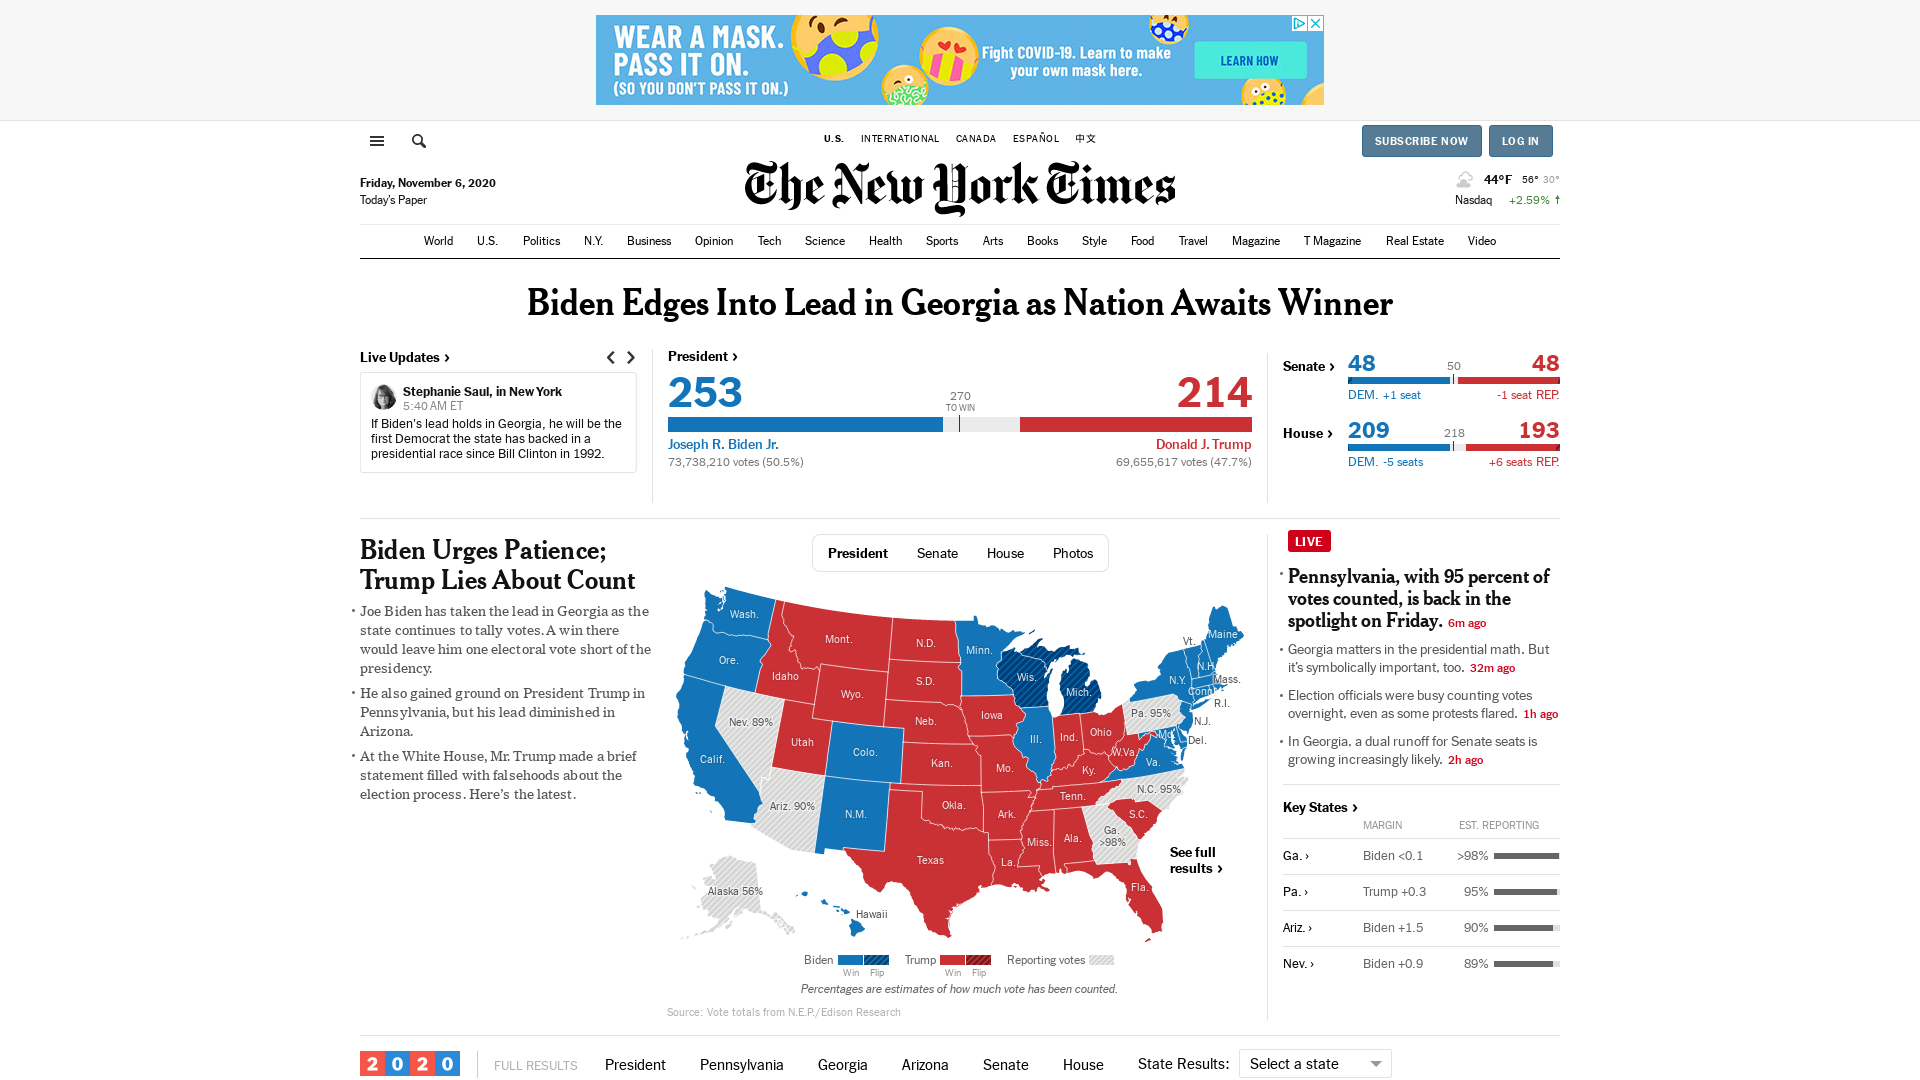 WEAR A MASK.
PASS IT ON.
(SO YOU DON'T PASS IT ON.)
Fight COVID-19. Learn to make
your own mask here.
LEARN HOW
U.S. INTERNATIONAL CANADA ESPAÑOL 中文
SUBSCRIBE NOW LOG IN
Friday, November 6, 2020
Today's Paper
The New York Times
44°F 56° 30°
Nasdaq +2.59% ↑
World U.S. Politics N.Y. Business Opinion Tech Science Health Sports Arts Books Style Food Travel Magazine T Magazine Real Estate Video
Biden Edges Into Lead in Georgia as Nation Awaits Winner
Live Updates ›
Stephanie Saul, in New York
5:40 AM ET
If Biden's lead holds in Georgia, he will be the
first Democrat the state has backed in a
presidential race since Bill Clinton in 1992.
President ›
253 214
270
TO WIN
Joseph R. Biden Jr. Donald J. Trump
73,738,210 votes (50.5%) 69,655,617 votes (47.7%)
Senate › 48 50 48
DEM. +1 seat -1 seat REP.
House › 209 218 193
DEM. -5 seats +6 seats REP.
Biden Urges Patience;
Trump Lies About Count
• Joe Biden has taken the lead in Georgia as the
state continues to tally votes. A win there
would leave him one electoral vote short of the
presidency.
• He also gained ground on President Trump in
Pennsylvania, but his lead diminished in
Arizona.
• At the White House, Mr. Trump made a brief
statement filled with falsehoods about the
election process. Here's the latest.
President Senate House Photos
Wash.
Ore.
Calif.
Nev. 89%
Idaho
Mont.
Wyo.
Utah
Colo.
Ariz. 90%
N.M.
N.D.
S.D.
Neb.
Kan.
Okla.
Texas
Minn.
Iowa
Mo.
Ark.
La.
Wis.
Ill.
Mich.
Ind.
Ohio
Ky.
Tenn.
Miss.
Ala.
Ga.
>98%
Fla.
S.C.
N.C. 95%
Va.
W.Va.
Pa. 95%
N.Y.
Vt.
Maine
N.H.
Mass.
Conn.
R.I.
N.J.
Del.
Md.
Alaska 56%
Hawaii
See full
results ›
Biden Trump Reporting votes
Win Flip Win Flip
Percentages are estimates of how much vote has been counted.
Source: Vote totals from N.E.P./Edison Research
LIVE
• Pennsylvania, with 95 percent of
votes counted, is back in the
spotlight on Friday. 6m ago
• Georgia matters in the presidential math. But
it's symbolically important, too. 32m ago
• Election officials were busy counting votes
overnight, even as some protests flared. 1h ago
• In Georgia, a dual runoff for Senate seats is
growing increasingly likely. 2h ago
Key States ›
MARGIN EST. REPORTING
Ga. › Biden <0.1 >98%
Pa. › Trump +0.3 95%
Ariz. › Biden +1.5 90%
Nev. › Biden +0.9 89%
2020 FULL RESULTS President Pennsylvania Georgia Arizona Senate House State Results: Select a state